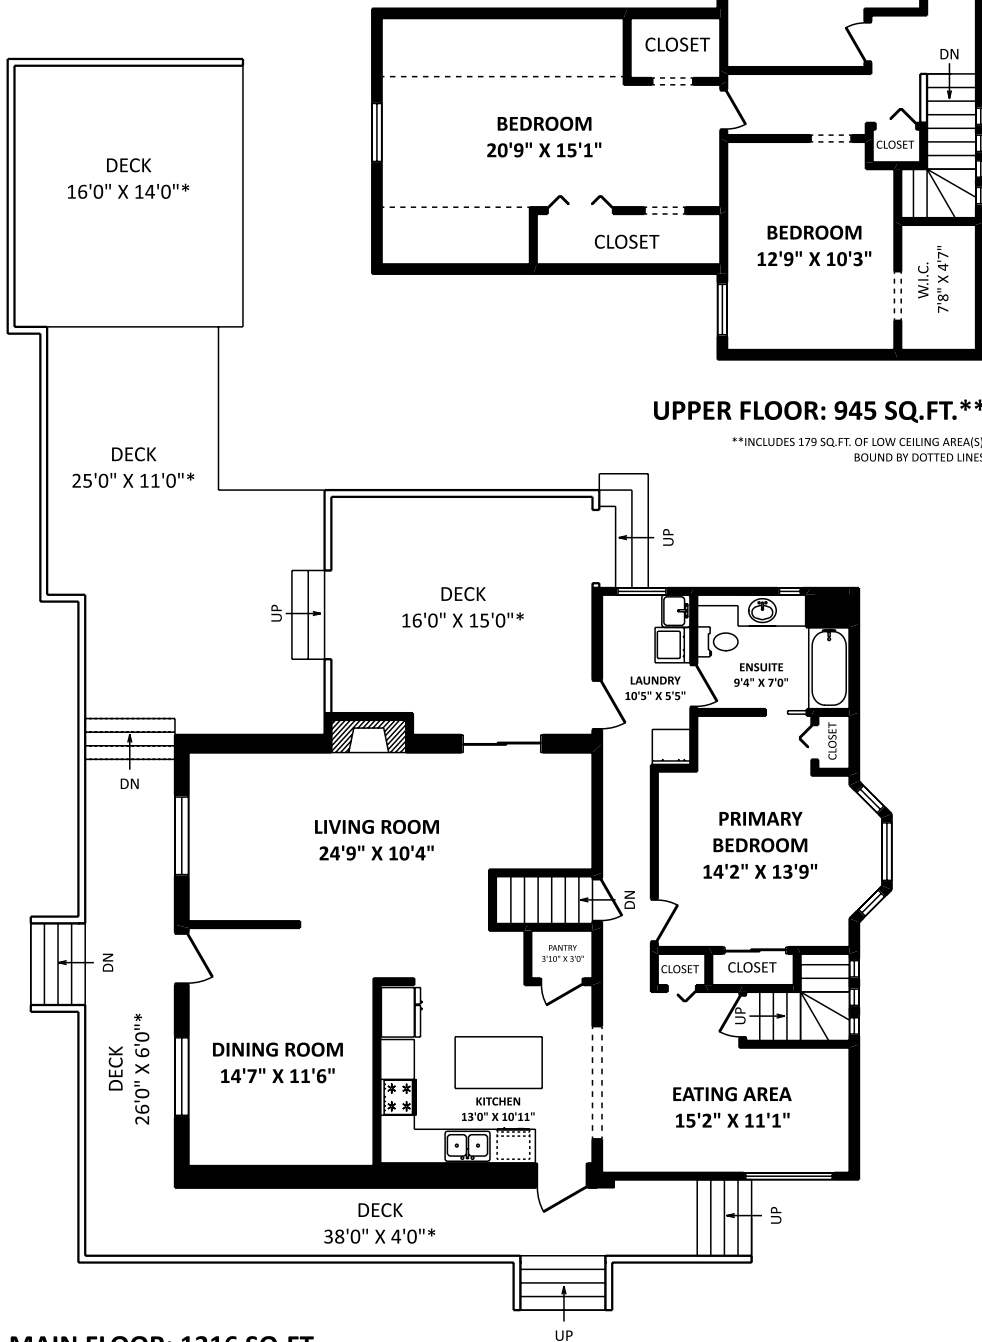 CLOSET
DN
BEDROOM
20'9" X 15'1"
CLOSET
CLOSET
BEDROOM
12'9" X 10'3"
W.I.C.
7'8" X 4'7"
UPPER FLOOR: 945 SQ.FT.**
**INCLUDES 179 SQ.FT. OF LOW CEILING AREA(S)
BOUND BY DOTTED LINES
DECK
16'0" X 14'0"*
DECK
25'0" X 11'0"*
UP
DECK
16'0" X 15'0"*
UP
LAUNDRY
10'5" X 5'5"
ENSUITE
9'4" X 7'0"
CLOSET
DN
LIVING ROOM
24'9" X 10'4"
PRIMARY
BEDROOM
14'2" X 13'9"
DN
PANTRY
3'10" X 3'0"
CLOSET
CLOSET
DN
UP
DECK
26'0" X 6'0"*
DINING ROOM
14'7" X 11'6"
KITCHEN
13'0" X 10'11"
EATING AREA
15'2" X 11'1"
DECK
38'0" X 4'0"*
UP
UP
MAIN FLOOR: 1316 SQ.FT.